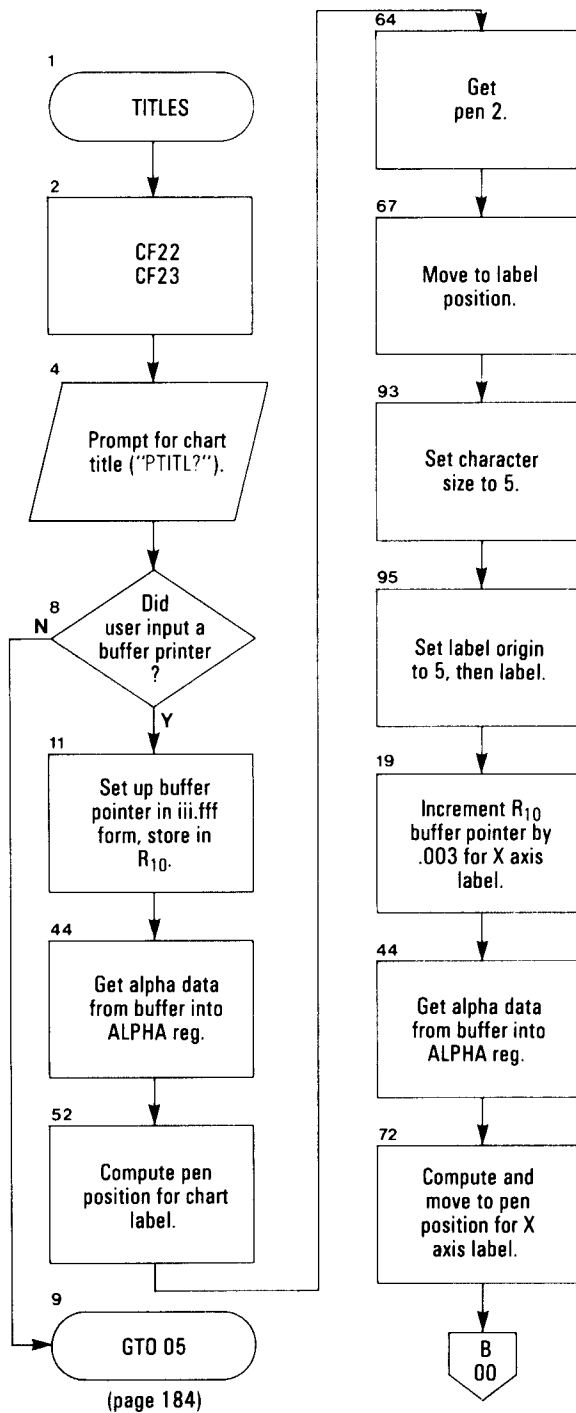 1
TITLES
2
CF22
CF23
4
Prompt for chart
title ("PTITL?").
8
Did
user input a
buffer printer
?
N
Y
11
Set up buffer
pointer in iii.fff
form, store in
R10.
44
Get alpha data
from buffer into
ALPHA reg.
52
Compute pen
position for chart
label.
9
GTO 05
(page 184)
64
Get
pen 2.
67
Move to label
position.
93
Set character
size to 5.
95
Set label origin
to 5, then label.
19
Increment R10
buffer pointer by
.003 for X axis
label.
44
Get alpha data
from buffer into
ALPHA reg.
72
Compute and
move to pen
position for X
axis label.
B
00